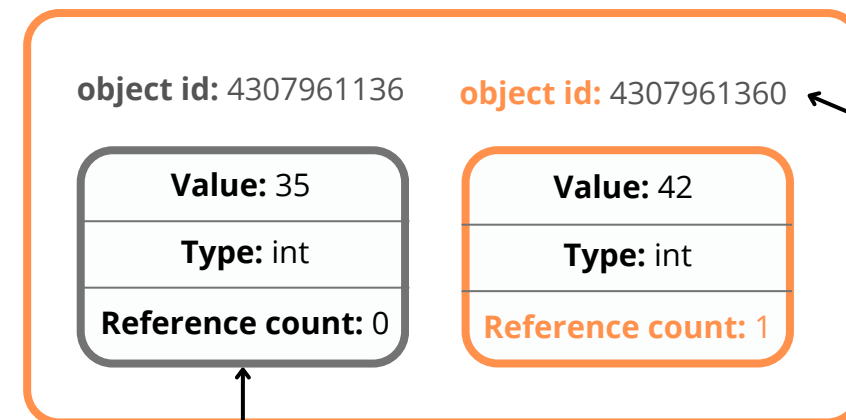 object id: 4307961136
object id: 4307961360
Value: 35
Value: 42
Type: int
Type: int
Reference count: 0
Reference count: 1